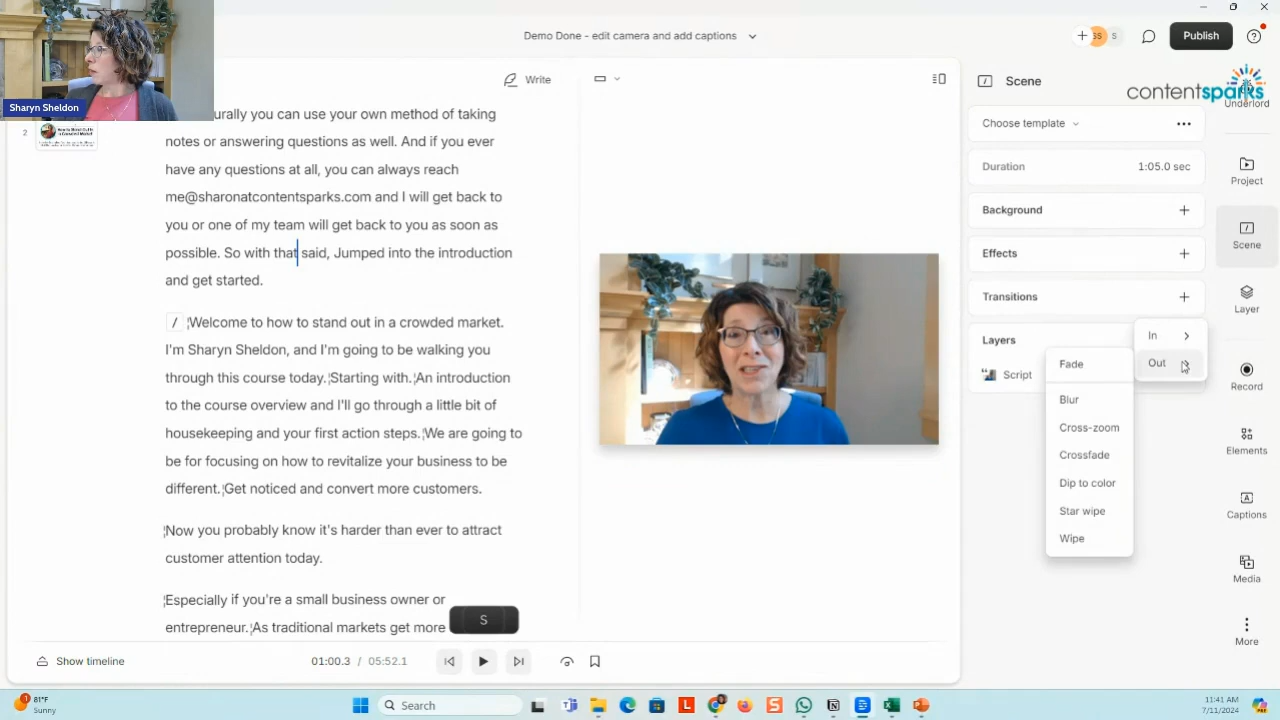 Sharyn Sheldon
Demo Done - edit camera and add captions
SS
S
Publish
contentsparks
Underlord
Write
Scene
Choose template
Duration
1:05.0 sec
Background
Effects
Transitions
Layers
Script
In
Out
Fade
Blur
Cross-zoom
Crossfade
Dip to color
Star wipe
Wipe
Project
Scene
Layer
Record
Elements
Captions
Media
More
2
urally you can use your own method of taking
notes or answering questions as well. And if you ever
have any questions at all, you can always reach
me@sharonatcontentsparks.com and I will get back to
you or one of my team will get back to you as soon as
possible. So with that said, Jumped into the introduction
and get started.
/ Welcome to how to stand out in a crowded market.
I'm Sharyn Sheldon, and I'm going to be walking you
through this course today. Starting with. An introduction
to the course overview and I'll go through a little bit of
housekeeping and your first action steps. We are going to
be for focusing on how to revitalize your business to be
different. Get noticed and convert more customers.
Now you probably know it's harder than ever to attract
customer attention today.
Especially if you're a small business owner or
entrepreneur. As traditional markets get more
S
Show timeline
01:00.3 / 05:52.1
81°F
Sunny
Search
11:41 AM
7/11/2024